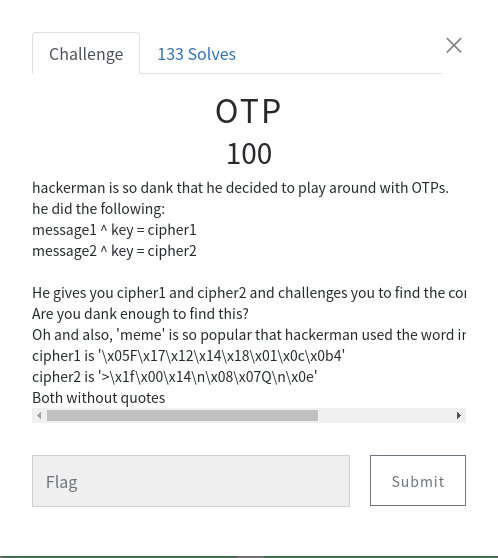 Challenge
133 Solves
OTP
100
hackerman is so dank that he decided to play around with OTPs.
he did the following:
message1 ^ key = cipher1
message2 ^ key = cipher2
He gives you cipher1 and cipher2 and challenges you to find the
Are you dank enough to find this?
Oh and also, 'meme' is so popular that hackerman used the word
cipher1 is '\x05F\x17\x12\x14\x18\x01\x0c\x0b4'
cipher2 is '>\x1f\x00\x14\n\x08\x07Q\n\x0e'
Both without quotes
Flag
Submit